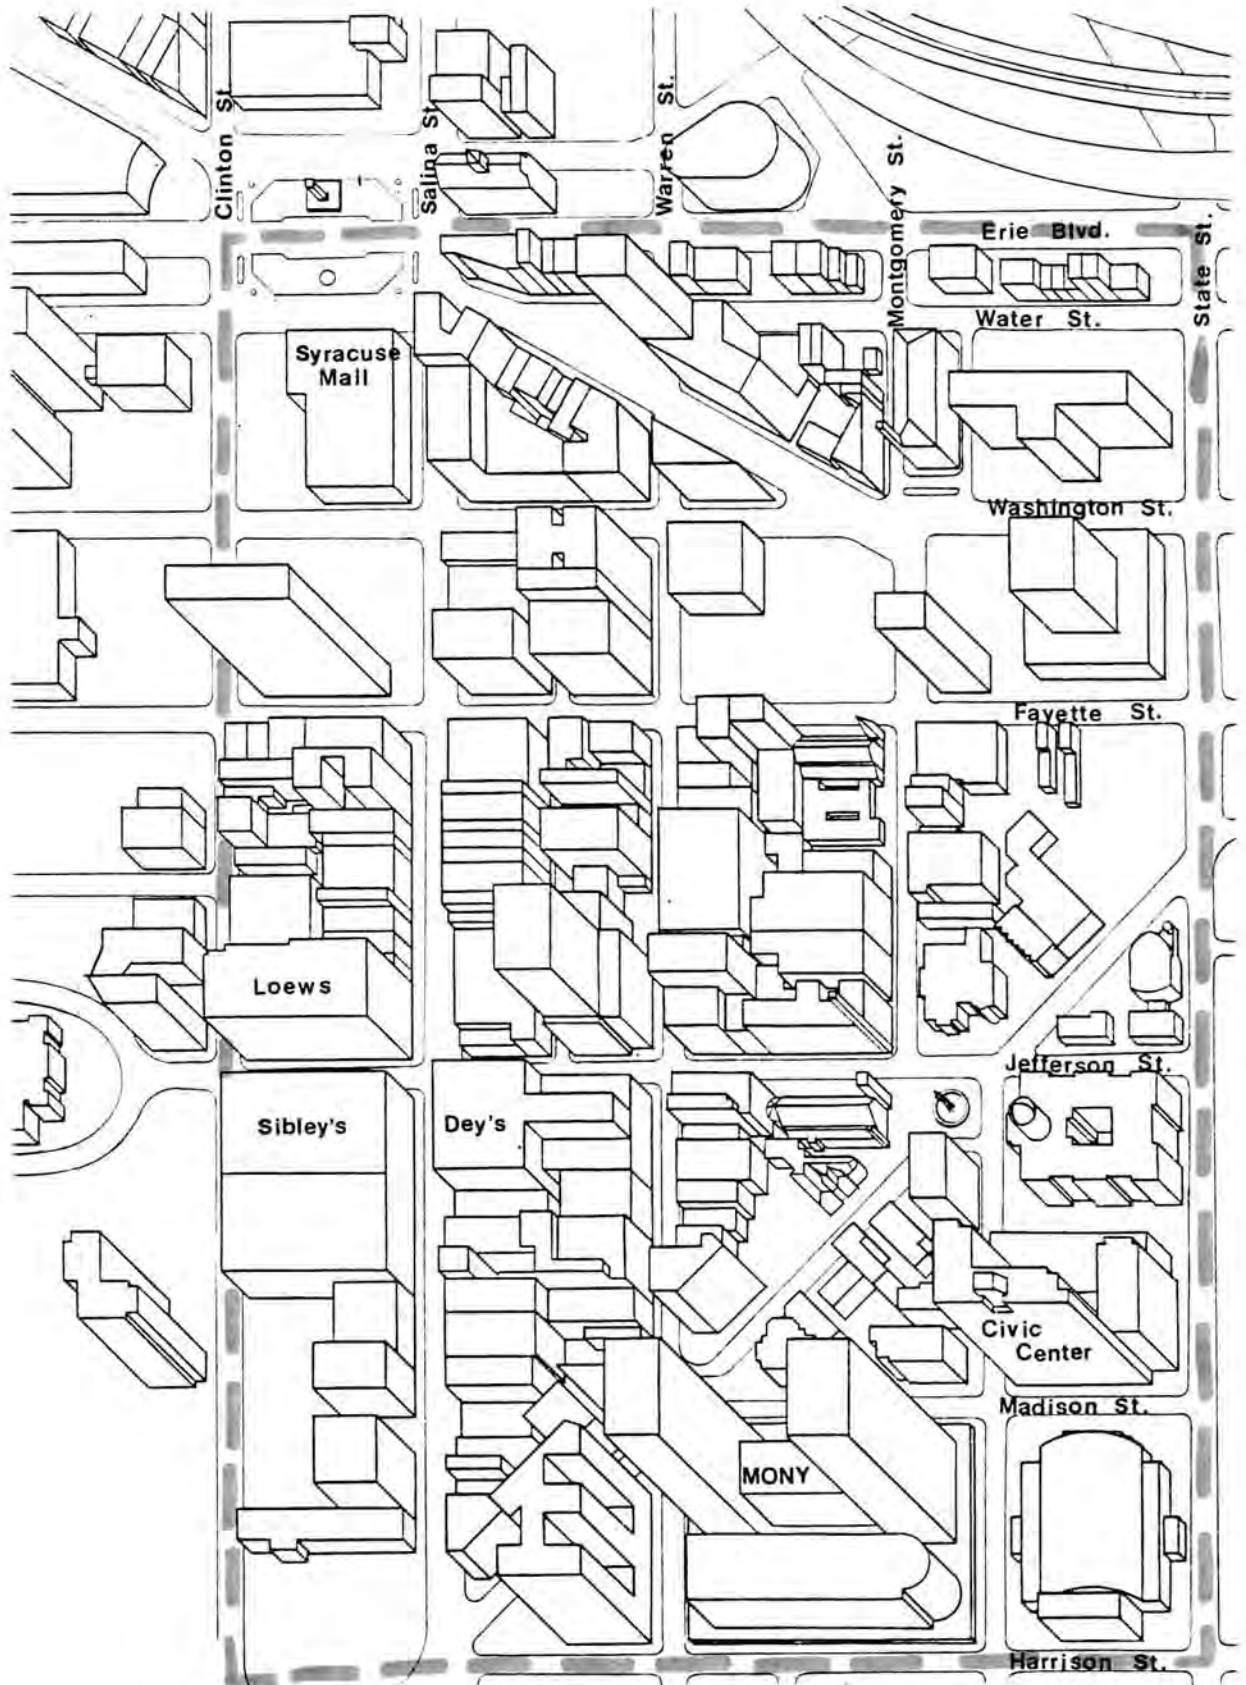 Clinton St.
Salina St.
Warren St.
Montgomery St.
State St.
Erie Blvd.
Water St.
Syracuse
Mall
Washington St.
Fayette St.
Loews
Jefferson St.
Sibley's
Dey's
Civic
Center
Madison St.
MONY
Harrison St.